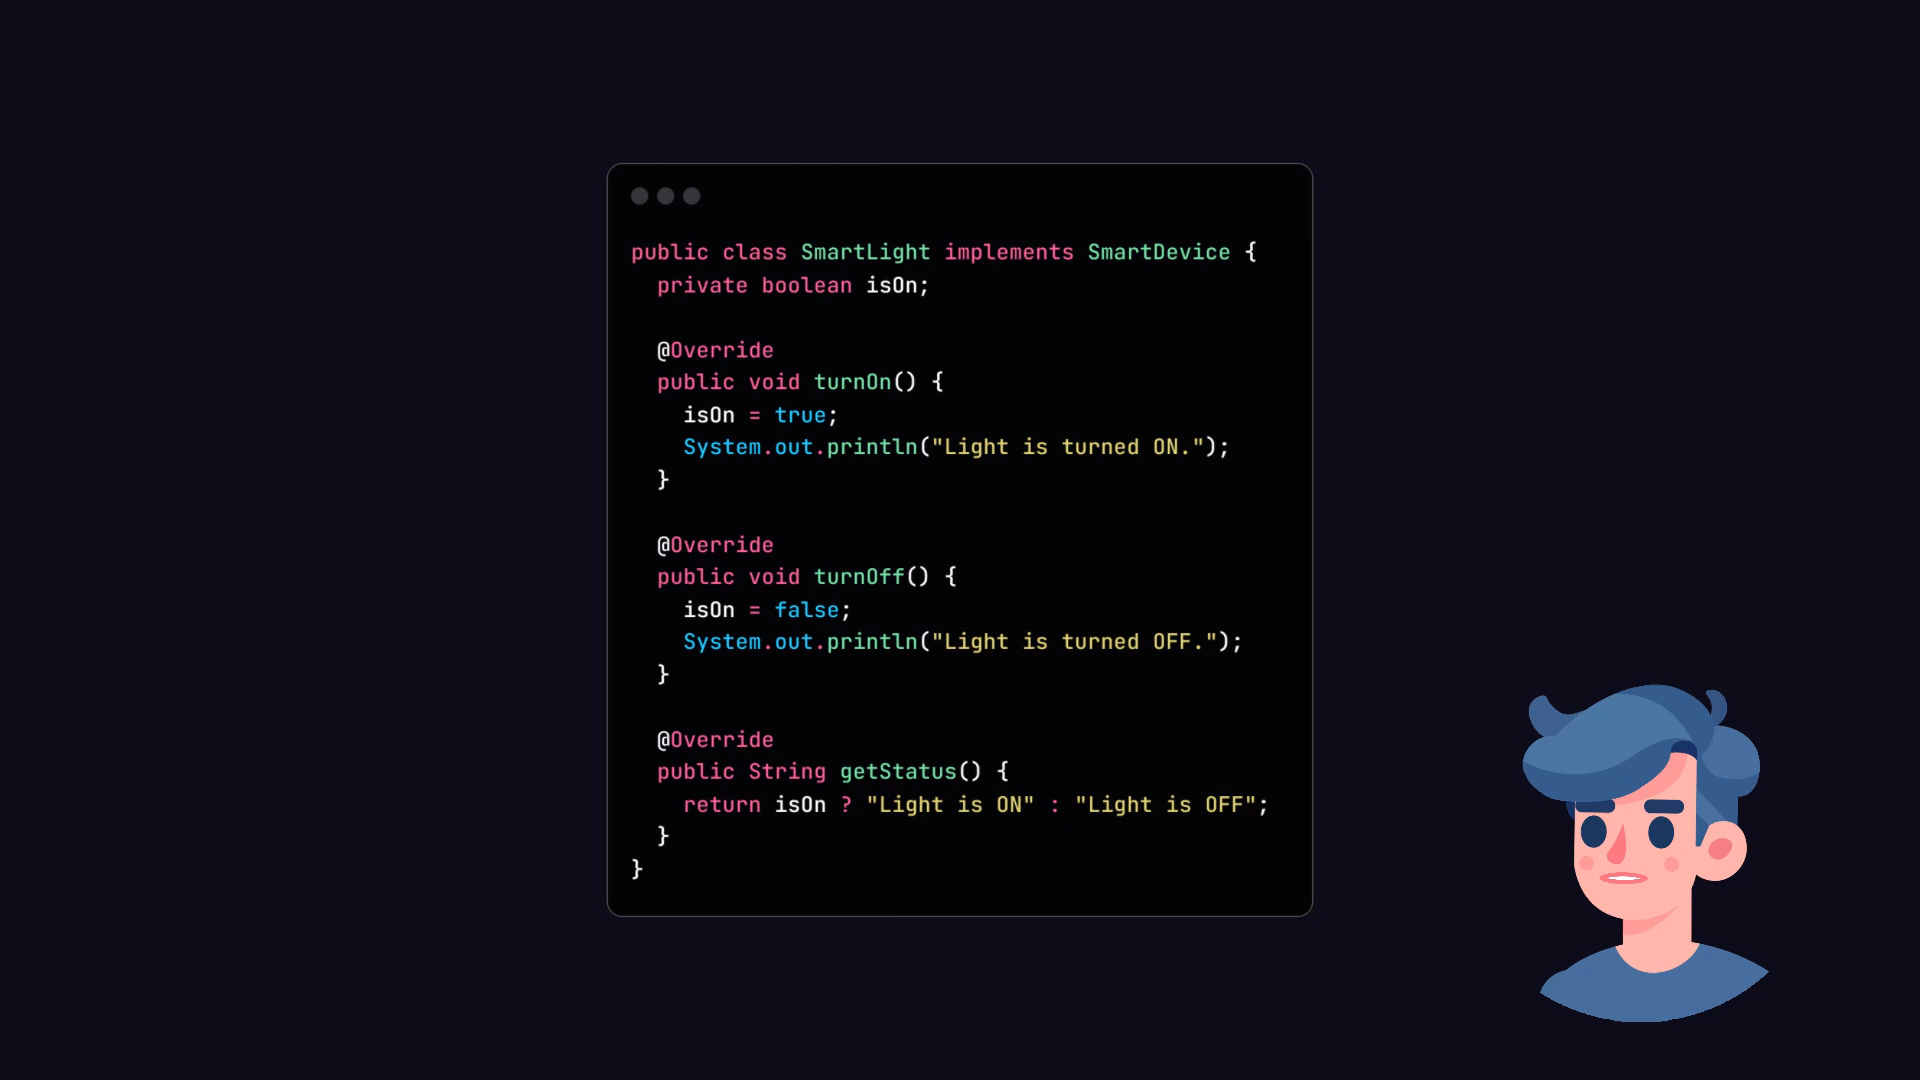 public class SmartLight implements SmartDevice {
  private boolean isOn;

  @Override
  public void turnOn() {
    isOn = true;
    System.out.println("Light is turned ON.");
  }

  @Override
  public void turnOff() {
    isOn = false;
    System.out.println("Light is turned OFF.");
  }

  @Override
  public String getStatus() {
    return isOn ? "Light is ON" : "Light is OFF";
  }
}